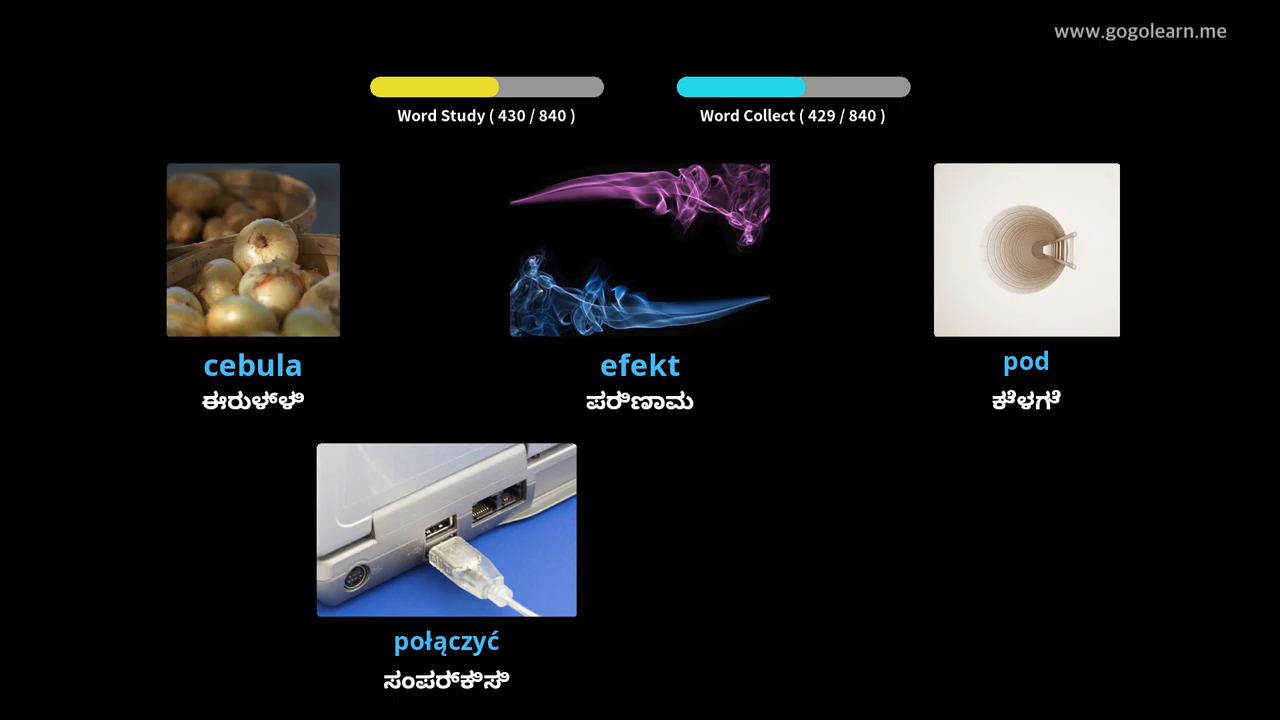 www.gogolearn.me
Word Study ( 430 / 840 )
Word Collect ( 429 / 840 )
cebula
ಈರುಳ್ಳಿ
efekt
ಪರಿಣಾಮ
pod
ಕೆಳಗೆ
połączyć
ಸಂಪರ್ಕಿಸಿ